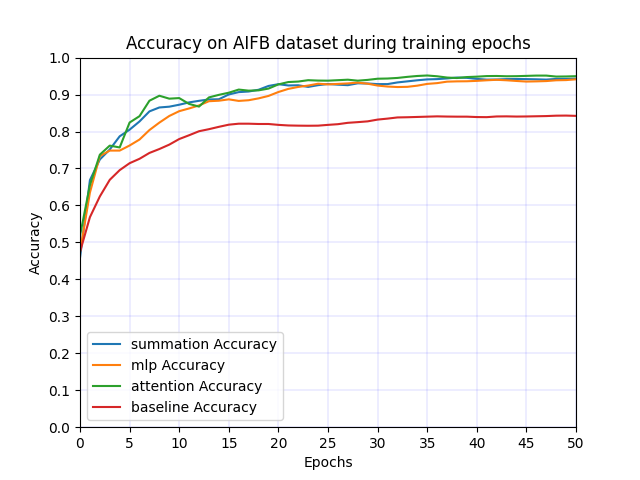 Accuracy on AIFB dataset during training epochs
1.0
0.9
0.8
0.7
0.6
0.5
0.4
0.3
0.2
0.1
0.0
Accuracy
summation Accuracy
mlp Accuracy
attention Accuracy
baseline Accuracy
0 5 10 15 20 25 30 35 40 45 50
Epochs